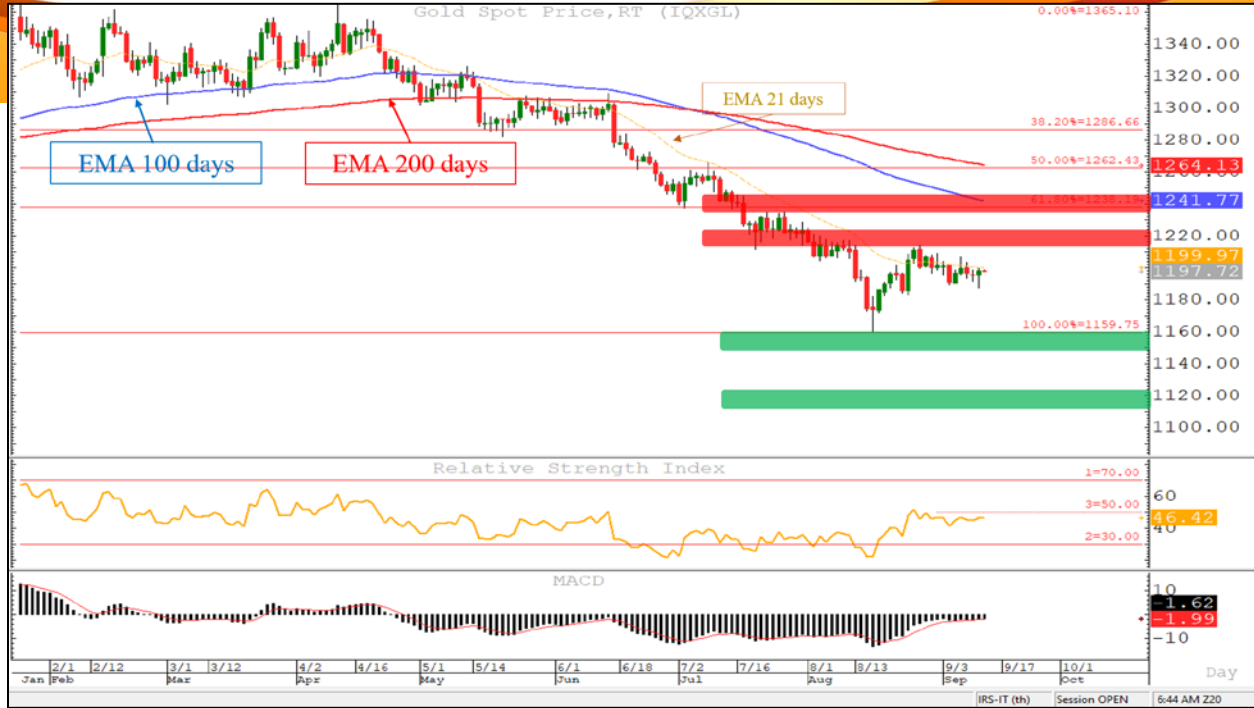 Gold Spot Price,RT (IQXGL)
0.00%=1365.10
1340.00
1320.00
EMA 21 days
1300.00
38.20%=1286.66
1280.00
EMA 100 days
EMA 200 days
50.00%=1262.43
1264.13
61.80%=1238.19
1241.77
1220.00
1199.97
1197.72
1180.00
100.00%=1159.75
1160.00
1140.00
1120.00
1100.00
Relative Strength Index
1=70.00
60
3=50.00
46.42
40
2=30.00
MACD
10
-1.62
-1.99
-10
2/1 2/12 3/1 3/12 4/2 4/16 5/1 5/14 6/1 6/18 7/2 7/16 8/1 8/13 9/3 9/17 10/1
Jan Feb Mar Apr May Jun Jul Aug Sep Oct
Day
IRS-IT (th) Session OPEN 6:44 AM Z20